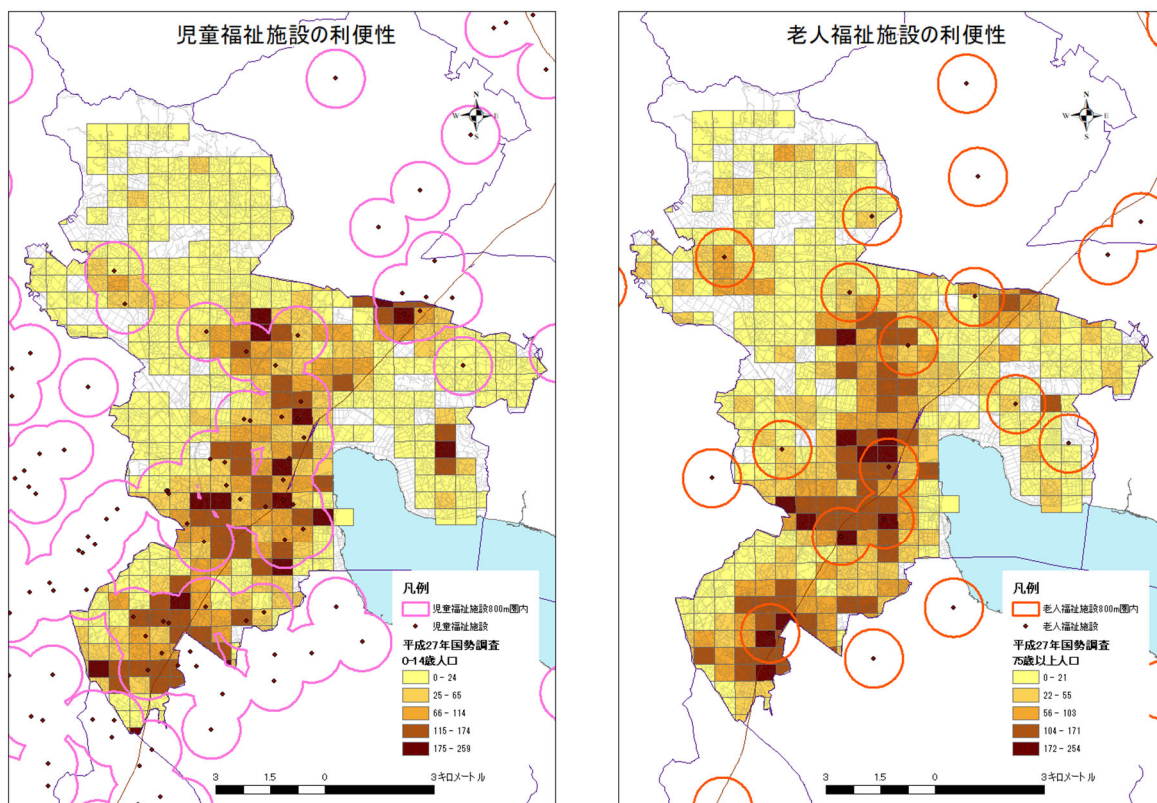 児童福祉施設の利便性
N
W
E
S
凡例
児童福祉施設800m圏内
児童福祉施設
平成27年国勢調査
0-14歳人口
0 - 24
25 - 65
66 - 114
115 - 174
175 - 259
3 1.5 0 3キロメートル
老人福祉施設の利便性
N
W
E
S
凡例
老人福祉施設800m圏内
老人福祉施設
平成27年国勢調査
75歳以上人口
0 - 21
22 - 55
56 - 103
104 - 171
172 - 254
3 1.5 0 3キロメートル